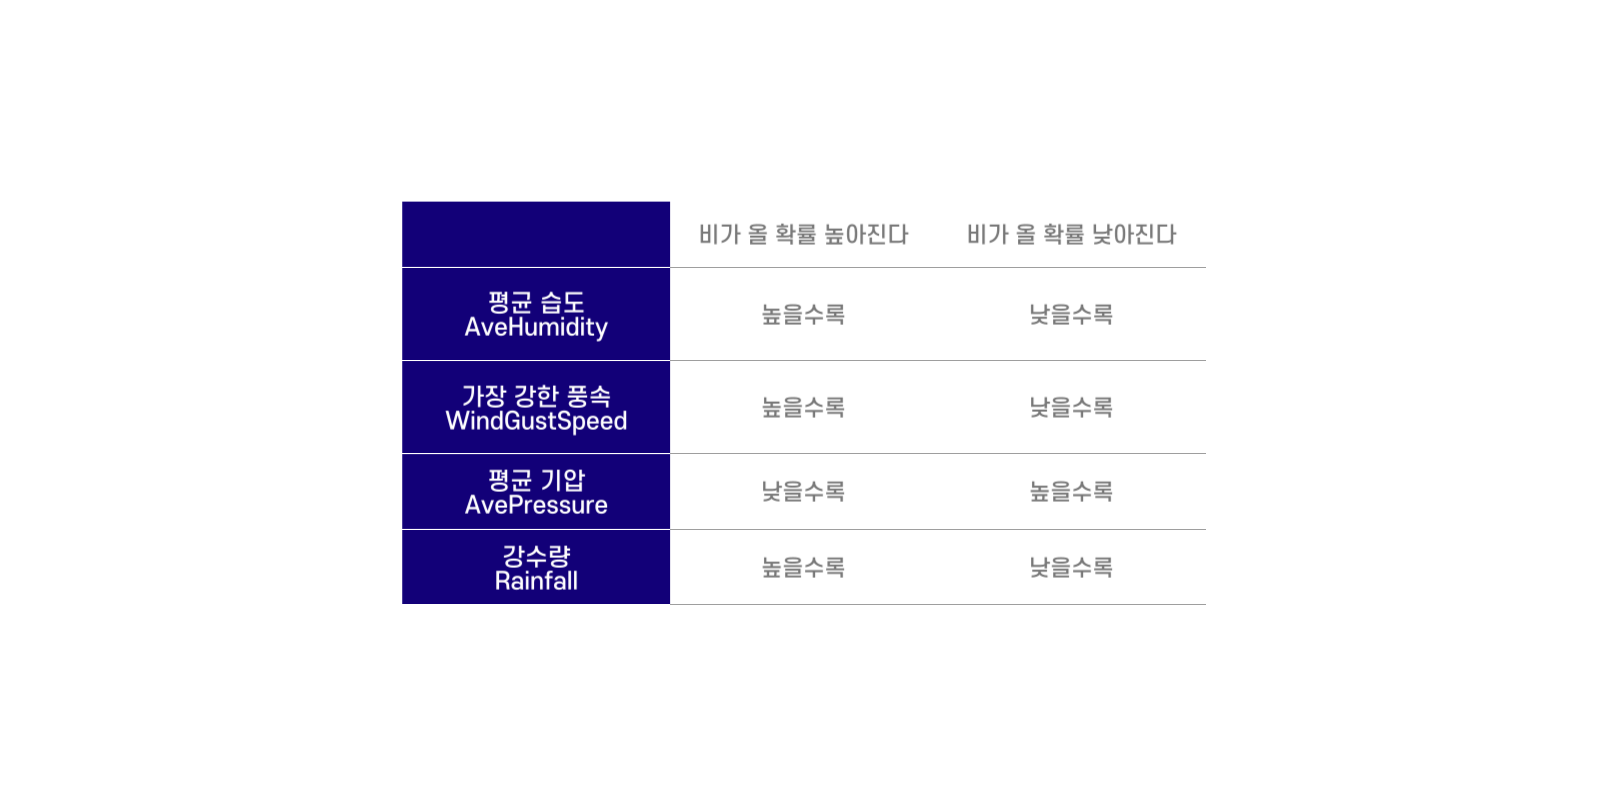 비가 올 확률 높아진다 비가 올 확률 낮아진다
평균 습도
AveHumidity
높을수록 낮을수록
가장 강한 풍속
WindGustSpeed
높을수록 낮을수록
평균 기압
AvePressure
낮을수록 높을수록
강수량
Rainfall
높을수록 낮을수록